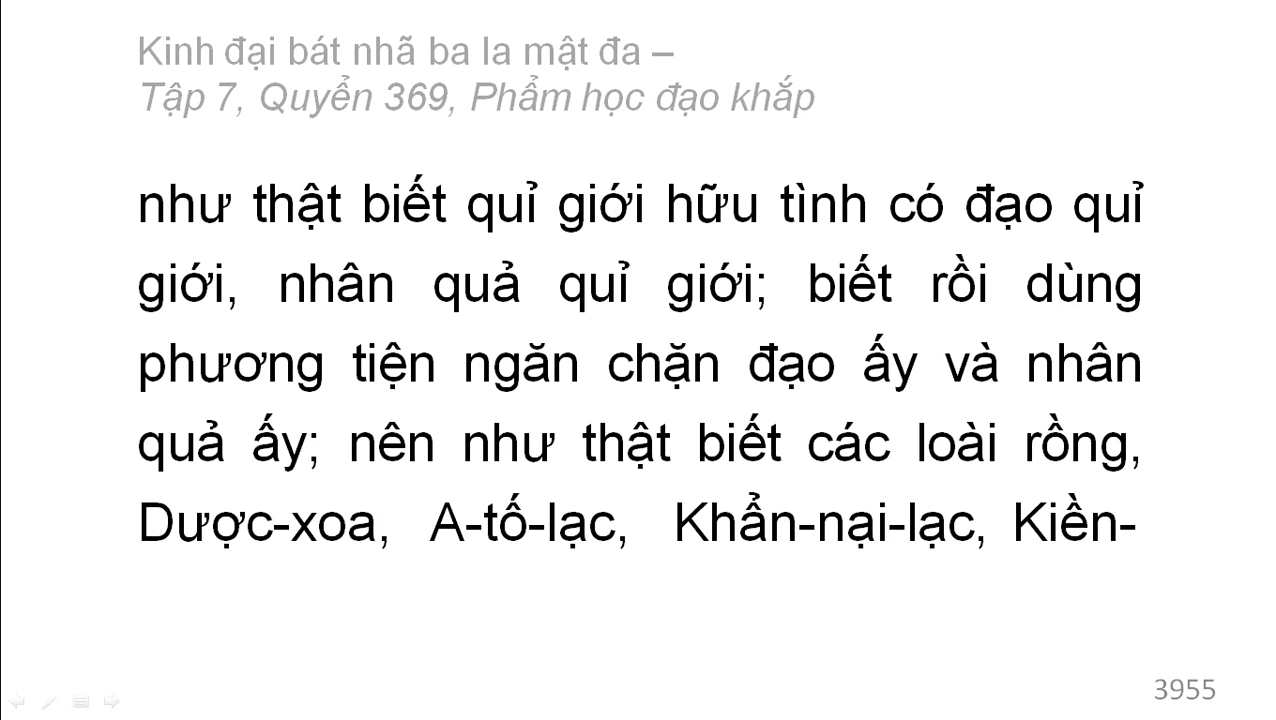 Kinh đại bát nhã ba la mật đa –
Tập 7, Quyển 369, Phẩm học đạo khắp
như thật biết quỉ giới hữu tình có đạo quỉ
giới, nhân quả quỉ giới; biết rồi dùng
phương tiện ngăn chặn đạo ấy và nhân
quả ấy; nên như thật biết các loài rồng,
Dược-xoa, A-tố-lạc, Khẩn-nại-lạc, Kiền-
3955